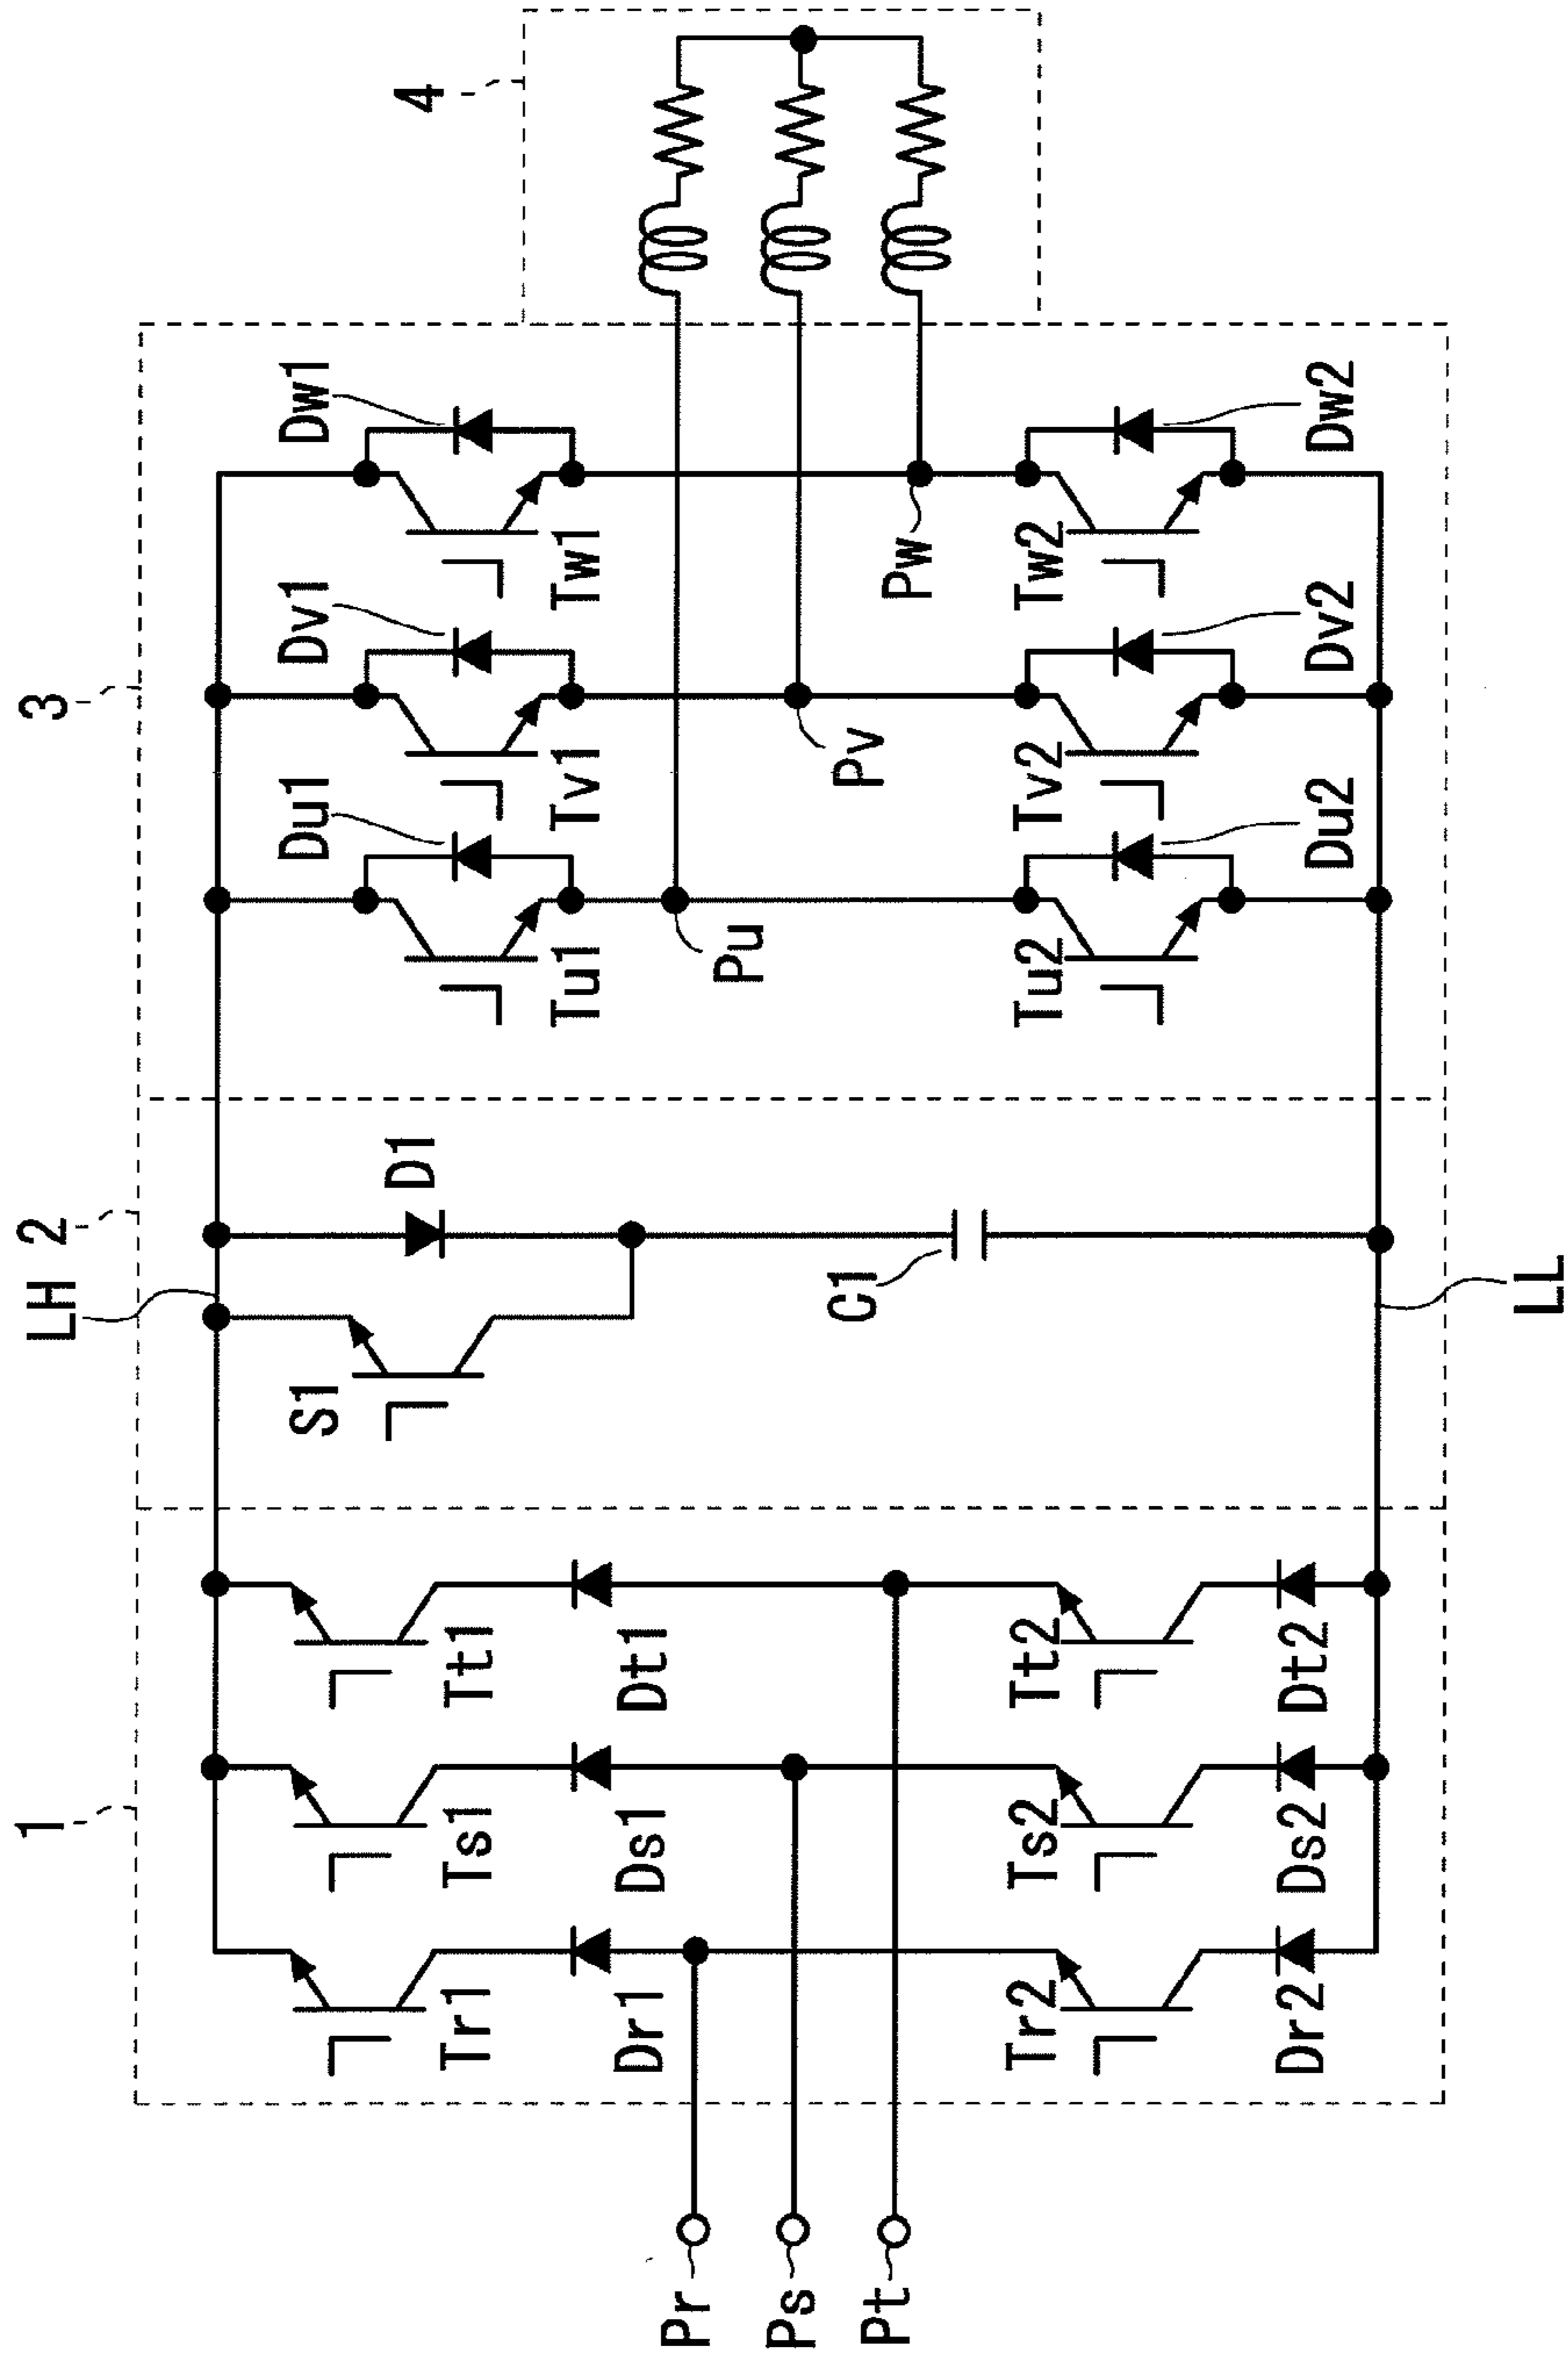 1
LH
2
3
4
S1
Du1
Dv1
Dw1
D1
Tr1
Ts1
Tt1
Tu1
Tv1
Tw1
Dr1
Ds1
Dt1
Pr
Pu
Ps
C1
Pv
Pt
Pw
Tr2
Ts2
Tt2
Tu2
Tv2
Tw2
Dr2
Ds2
Dt2
Du2
Dv2
Dw2
LL